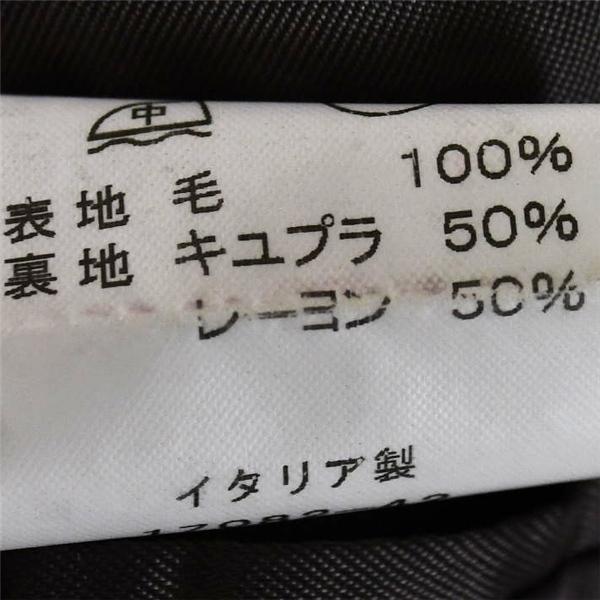 中
表地 毛 100%
裏地 キュプラ 50%
レーヨン 50%
イタリア製